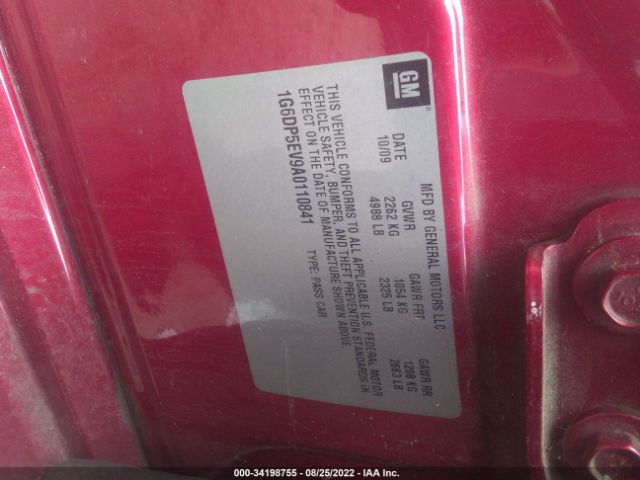 GM
MFD BY GENERAL MOTORS LLC
DATE GVWR GAWR FRT GAWR RR
10/09 2262 KG 1054 KG 1208 KG
4988 LB 2325 LB 2663 LB
THIS VEHICLE CONFORMS TO ALL APPLICABLE U.S. FEDERAL MOTOR
VEHICLE SAFETY, BUMPER, AND THEFT PREVENTION STANDARDS IN
EFFECT ON THE DATE OF MANUFACTURE SHOWN ABOVE.
1G6DP5EV9A0110841 TYPE: PASS CAR
000-34198755 - 08/25/2022 - IAA Inc.